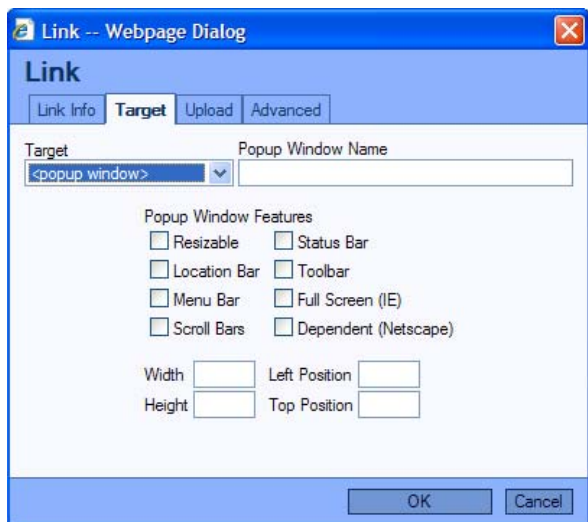 Link -- Webpage Dialog
Link
Link Info Target Upload Advanced
Target Popup Window Name
<popup window>
Popup Window Features
Resizable Status Bar
Location Bar Toolbar
Menu Bar Full Screen (IE)
Scroll Bars Dependent (Netscape)
Width Left Position
Height Top Position
OK Cancel